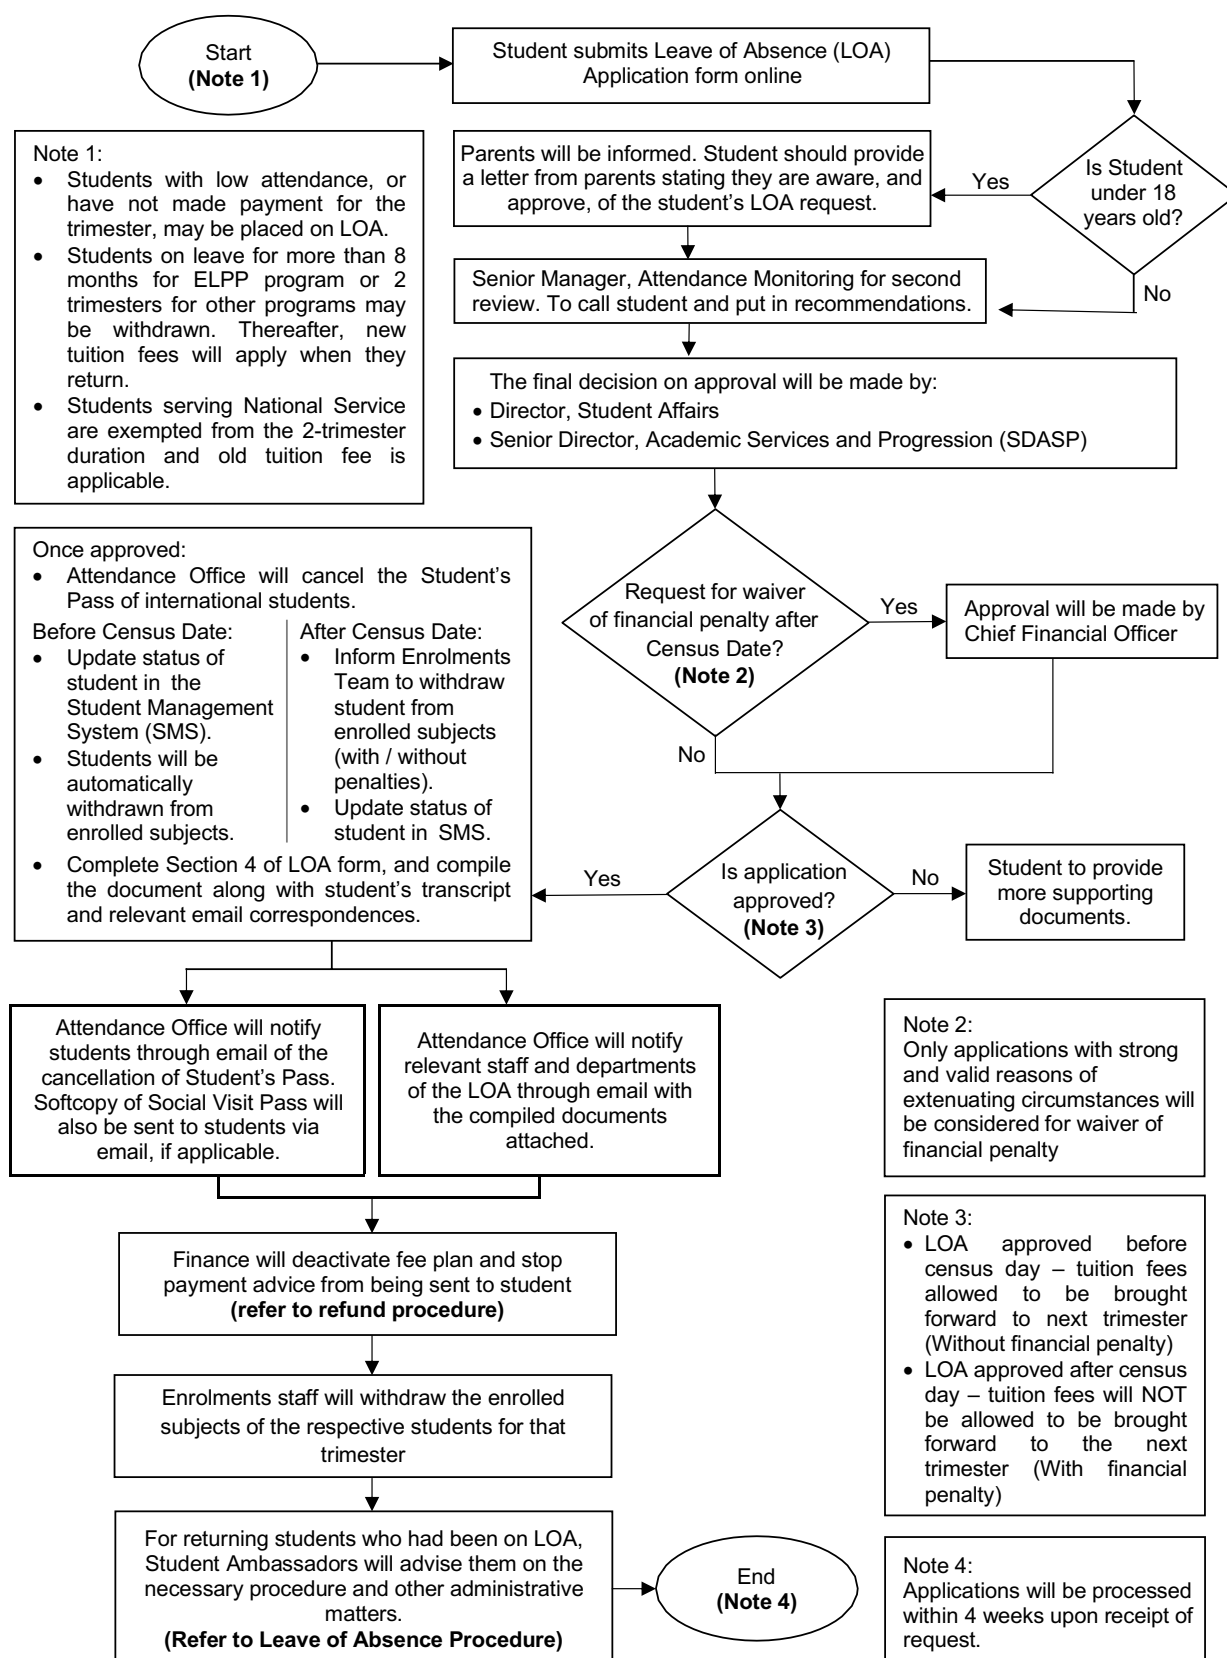 Start
(Note 1)
Student submits Leave of Absence (LOA)
Application form online
Is Student
under 18
years old?
Yes
No
Parents will be informed. Student should provide
a letter from parents stating they are aware, and
approve, of the student's LOA request.
Note 1:
• Students with low attendance, or
have not made payment for the
trimester, may be placed on LOA.
• Students on leave for more than 8
months for ELPP program or 2
trimesters for other programs may
be withdrawn. Thereafter, new
tuition fees will apply when they
return.
• Students serving National Service
are exempted from the 2-trimester
duration and old tuition fee is
applicable.
Senior Manager, Attendance Monitoring for second
review. To call student and put in recommendations.
The final decision on approval will be made by:
• Director, Student Affairs
• Senior Director, Academic Services and Progression (SDASP)
Request for waiver
of financial penalty after
Census Date?
(Note 2)
Yes
No
Approval will be made by
Chief Financial Officer
Is application
approved?
(Note 3)
Yes
No
Student to provide
more supporting
documents.
Once approved:
• Attendance Office will cancel the Student's
Pass of international students.
Before Census Date:
• Update status of
student in the
Student Management
System (SMS).
• Students will be
automatically
withdrawn from
enrolled subjects.
After Census Date:
• Inform Enrolments
Team to withdraw
student from
enrolled subjects
(with / without
penalties).
• Update status of
student in SMS.
• Complete Section 4 of LOA form, and compile
the document along with student's transcript
and relevant email correspondences.
Attendance Office will notify
students through email of the
cancellation of Student's Pass.
Softcopy of Social Visit Pass will
also be sent to students via
email, if applicable.
Attendance Office will notify
relevant staff and departments
of the LOA through email with
the compiled documents
attached.
Note 2:
Only applications with strong
and valid reasons of
extenuating circumstances will
be considered for waiver of
financial penalty
Finance will deactivate fee plan and stop
payment advice from being sent to student
(refer to refund procedure)
Note 3:
• LOA approved before
census day – tuition fees
allowed to be brought
forward to next trimester
(Without financial penalty)
• LOA approved after census
day – tuition fees will NOT
be allowed to be brought
forward to the next
trimester (With financial
penalty)
Enrolments staff will withdraw the enrolled
subjects of the respective students for that
trimester
For returning students who had been on LOA,
Student Ambassadors will advise them on the
necessary procedure and other administrative
matters.
(Refer to Leave of Absence Procedure)
End
(Note 4)
Note 4:
Applications will be processed
within 4 weeks upon receipt of
request.